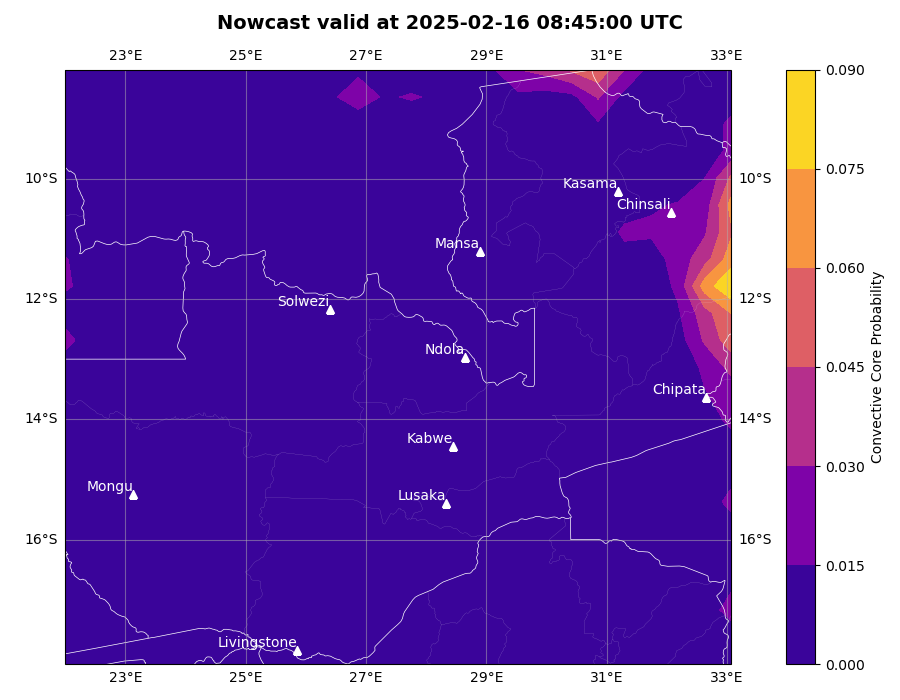 Nowcast valid at 2025-02-16 08:45:00 UTC
23°E 25°E 27°E 29°E 31°E 33°E
0.090
0.075
10°S 10°S
Kasama
Chinsali
Mansa
0.060
12°S 12°S
Solwezi
Ndola
0.045
Chipata
14°S 14°S
Kabwe
0.030
Mongu
Lusaka
16°S 16°S
0.015
Livingstone
0.000
23°E 25°E 27°E 29°E 31°E 33°E
Convective Core Probability